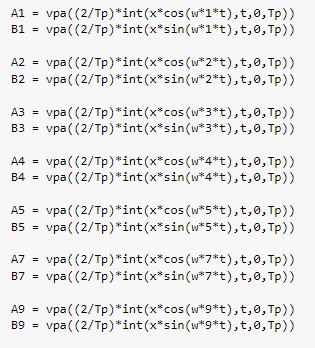 A1 = vpa((2/Tp)*int(x*cos(w*1*t),t,0,Tp))
B1 = vpa((2/Tp)*int(x*sin(w*1*t),t,0,Tp))
A2 = vpa((2/Tp)*int(x*cos(w*2*t),t,0,Tp))
B2 = vpa((2/Tp)*int(x*sin(w*2*t),t,0,Tp))
A3 = vpa((2/Tp)*int(x*cos(w*3*t),t,0,Tp))
B3 = vpa((2/Tp)*int(x*sin(w*3*t),t,0,Tp))
A4 = vpa((2/Tp)*int(x*cos(w*4*t),t,0,Tp))
B4 = vpa((2/Tp)*int(x*sin(w*4*t),t,0,Tp))
A5 = vpa((2/Tp)*int(x*cos(w*5*t),t,0,Tp))
B5 = vpa((2/Tp)*int(x*sin(w*5*t),t,0,Tp))
A7 = vpa((2/Tp)*int(x*cos(w*7*t),t,0,Tp))
B7 = vpa((2/Tp)*int(x*sin(w*7*t),t,0,Tp))
A9 = vpa((2/Tp)*int(x*cos(w*9*t),t,0,Tp))
B9 = vpa((2/Tp)*int(x*sin(w*9*t),t,0,Tp))